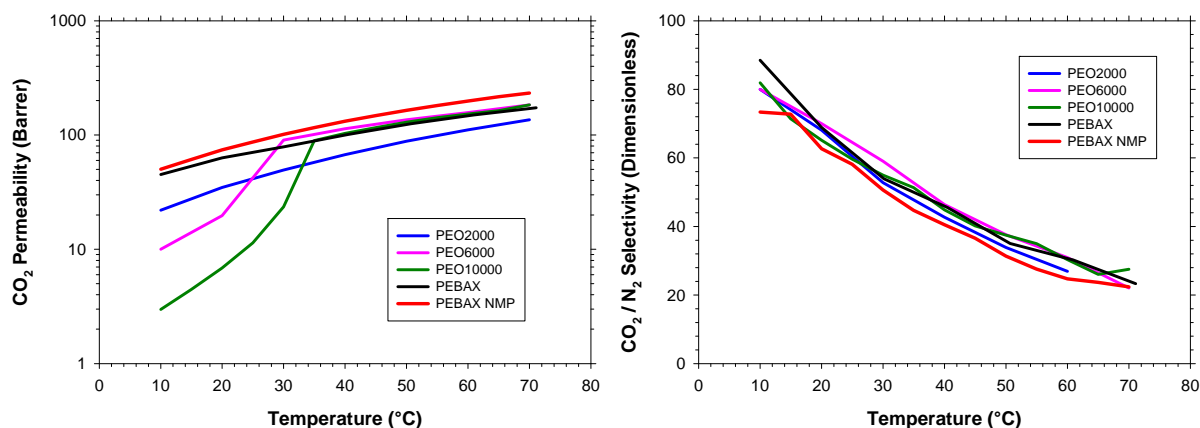 CO₂ Permeability (Barrer)
1000
100
10
1
0 10 20 30 40 50 60 70 80
Temperature (°C)
PEO2000
PEO6000
PEO10000
PEBAX
PEBAX NMP
CO₂ / N₂ Selectivity (Dimensionless)
100
80
60
40
20
0
0 10 20 30 40 50 60 70 80
Temperature (°C)
PEO2000
PEO6000
PEO10000
PEBAX
PEBAX NMP